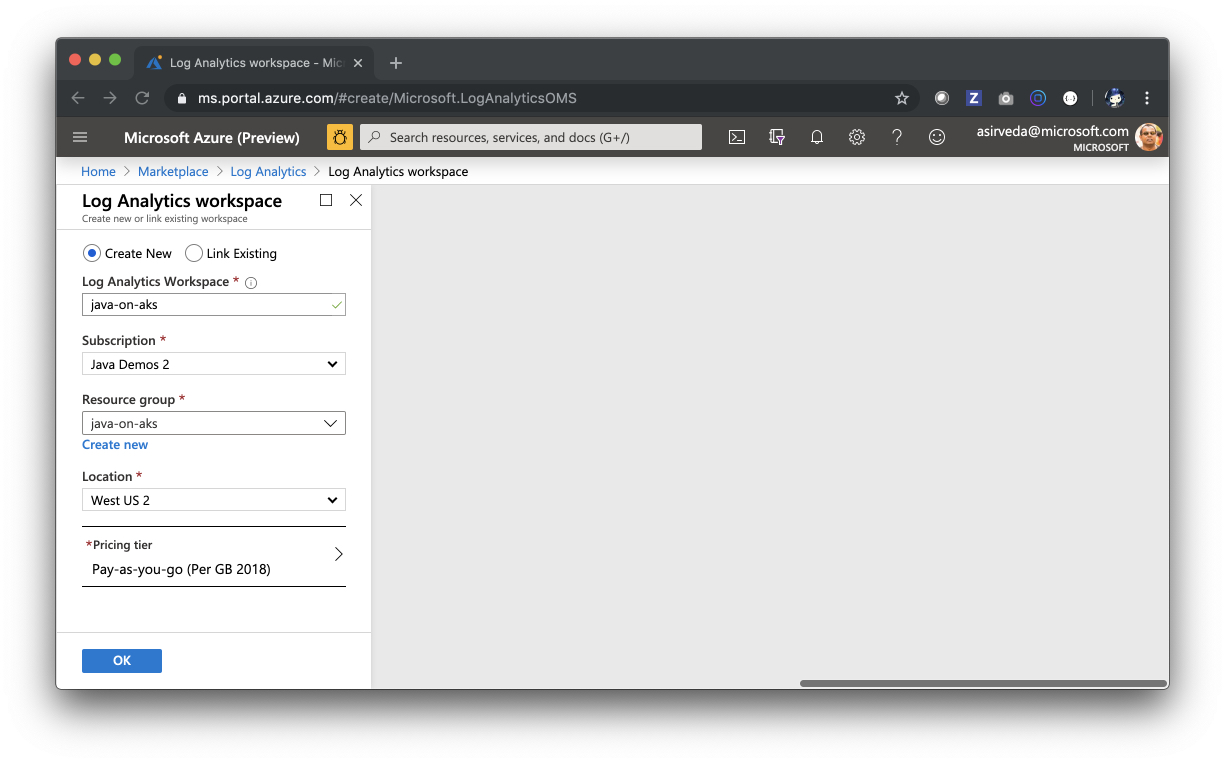 Log Analytics workspace - Mic
ms.portal.azure.com/#create/Microsoft.LogAnalyticsOMS
Z
Microsoft Azure (Preview)
Search resources, services, and docs (G+/)
asirveda@microsoft.com
MICROSOFT
Home > Marketplace > Log Analytics > Log Analytics workspace
Log Analytics workspace
Create new or link existing workspace
Create New Link Existing
Log Analytics Workspace *
java-on-aks
Subscription *
Java Demos 2
Resource group *
java-on-aks
Create new
Location *
West US 2
*Pricing tier
Pay-as-you-go (Per GB 2018)
OK